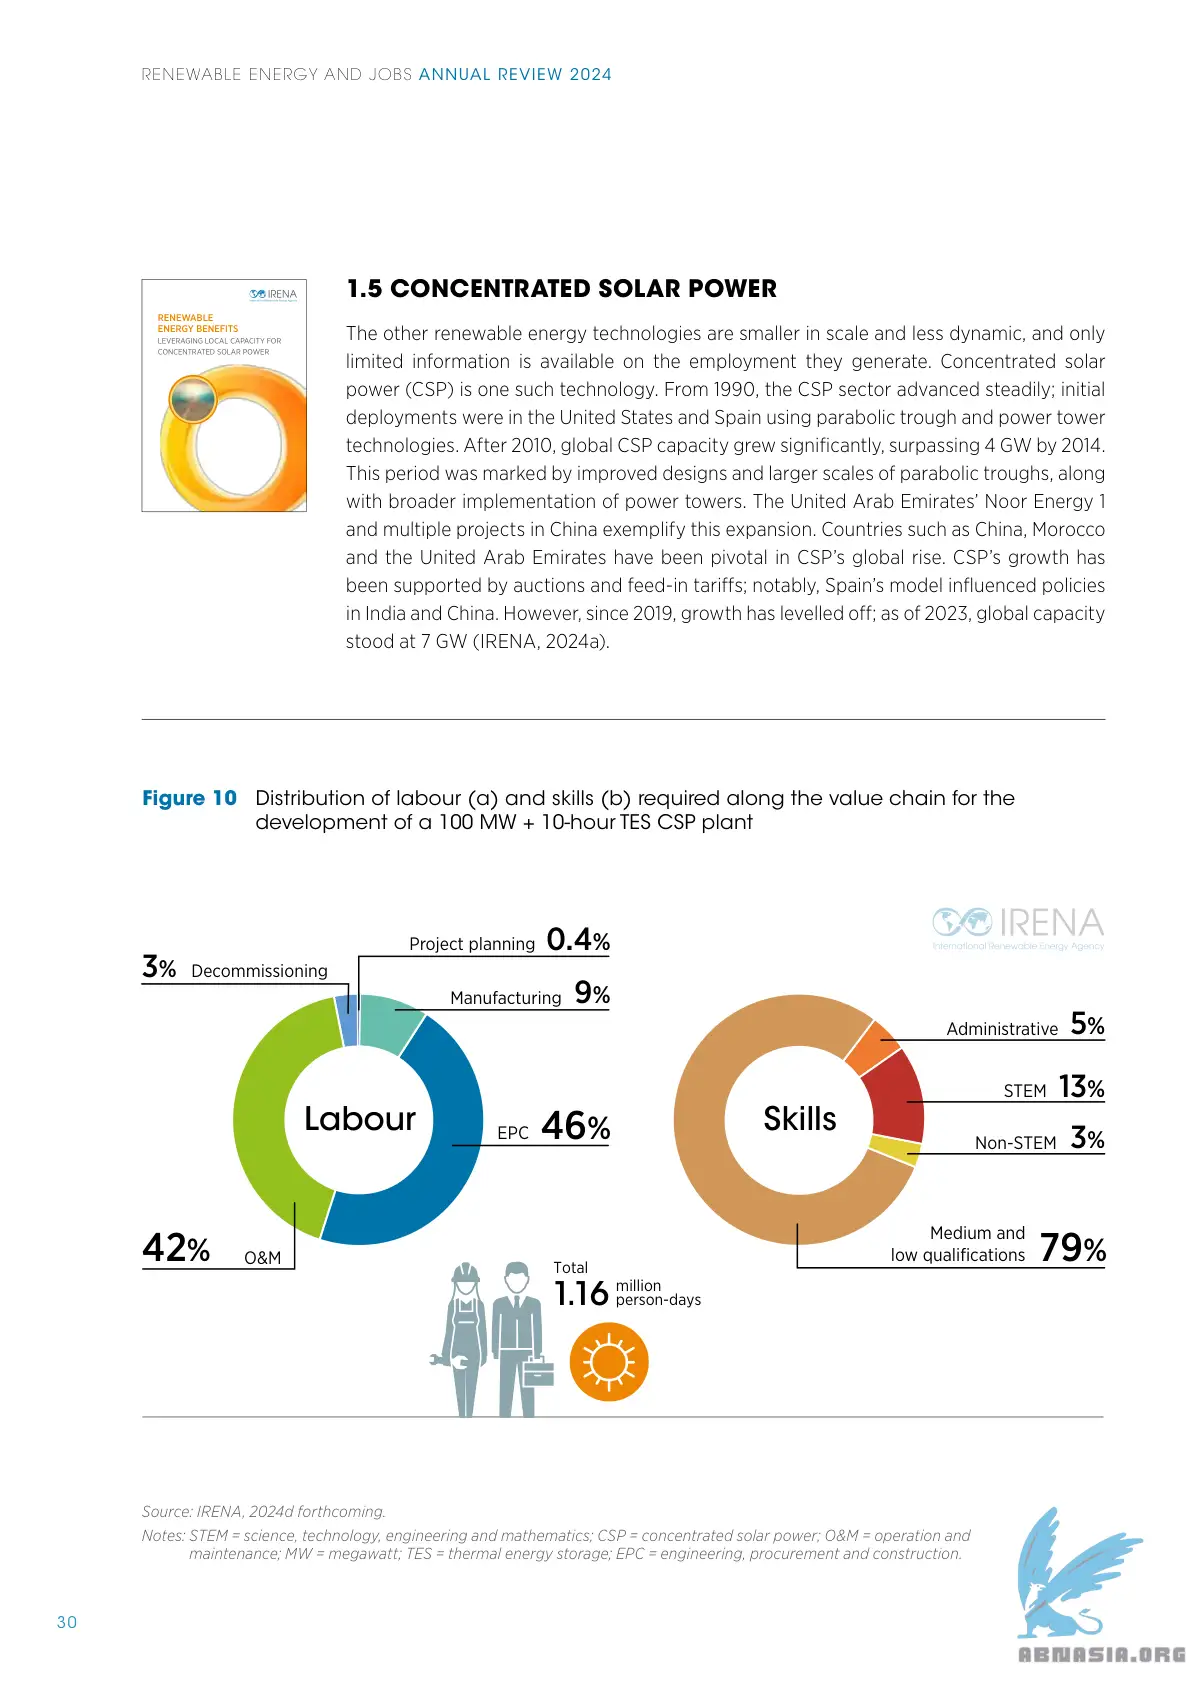 RENEWABLE ENERGY AND JOBS ANNUAL REVIEW 2024
IRENA
RENEWABLE
ENERGY BENEFITS
LEVERAGING LOCAL CAPACITY FOR
CONCENTRATED SOLAR POWER
1.5 CONCENTRATED SOLAR POWER
The other renewable energy technologies are smaller in scale and less dynamic, and only
limited information is available on the employment they generate. Concentrated solar
power (CSP) is one such technology. From 1990, the CSP sector advanced steadily; initial
deployments were in the United States and Spain using parabolic trough and power tower
technologies. After 2010, global CSP capacity grew significantly, surpassing 4 GW by 2014.
This period was marked by improved designs and larger scales of parabolic troughs, along
with broader implementation of power towers. The United Arab Emirates’ Noor Energy 1
and multiple projects in China exemplify this expansion. Countries such as China, Morocco
and the United Arab Emirates have been pivotal in CSP’s global rise. CSP’s growth has
been supported by auctions and feed-in tariffs; notably, Spain’s model influenced policies
in India and China. However, since 2019, growth has levelled off; as of 2023, global capacity
stood at 7 GW (IRENA, 2024a).
Figure 10 Distribution of labour (a) and skills (b) required along the value chain for the
development of a 100 MW + 10-hour TES CSP plant
IRENA
International Renewable Energy Agency
Project planning 0.4%
3% Decommissioning
Manufacturing 9%
Labour
EPC 46%
42% O&M
Skills
Administrative 5%
STEM 13%
Non-STEM 3%
Medium and
low qualifications 79%
Total
1.16 million
person-days
Source: IRENA, 2024d forthcoming.
Notes: STEM = science, technology, engineering and mathematics; CSP = concentrated solar power; O&M = operation and
maintenance; MW = megawatt; TES = thermal energy storage; EPC = engineering, procurement and construction.
30
ABNASIA.ORG